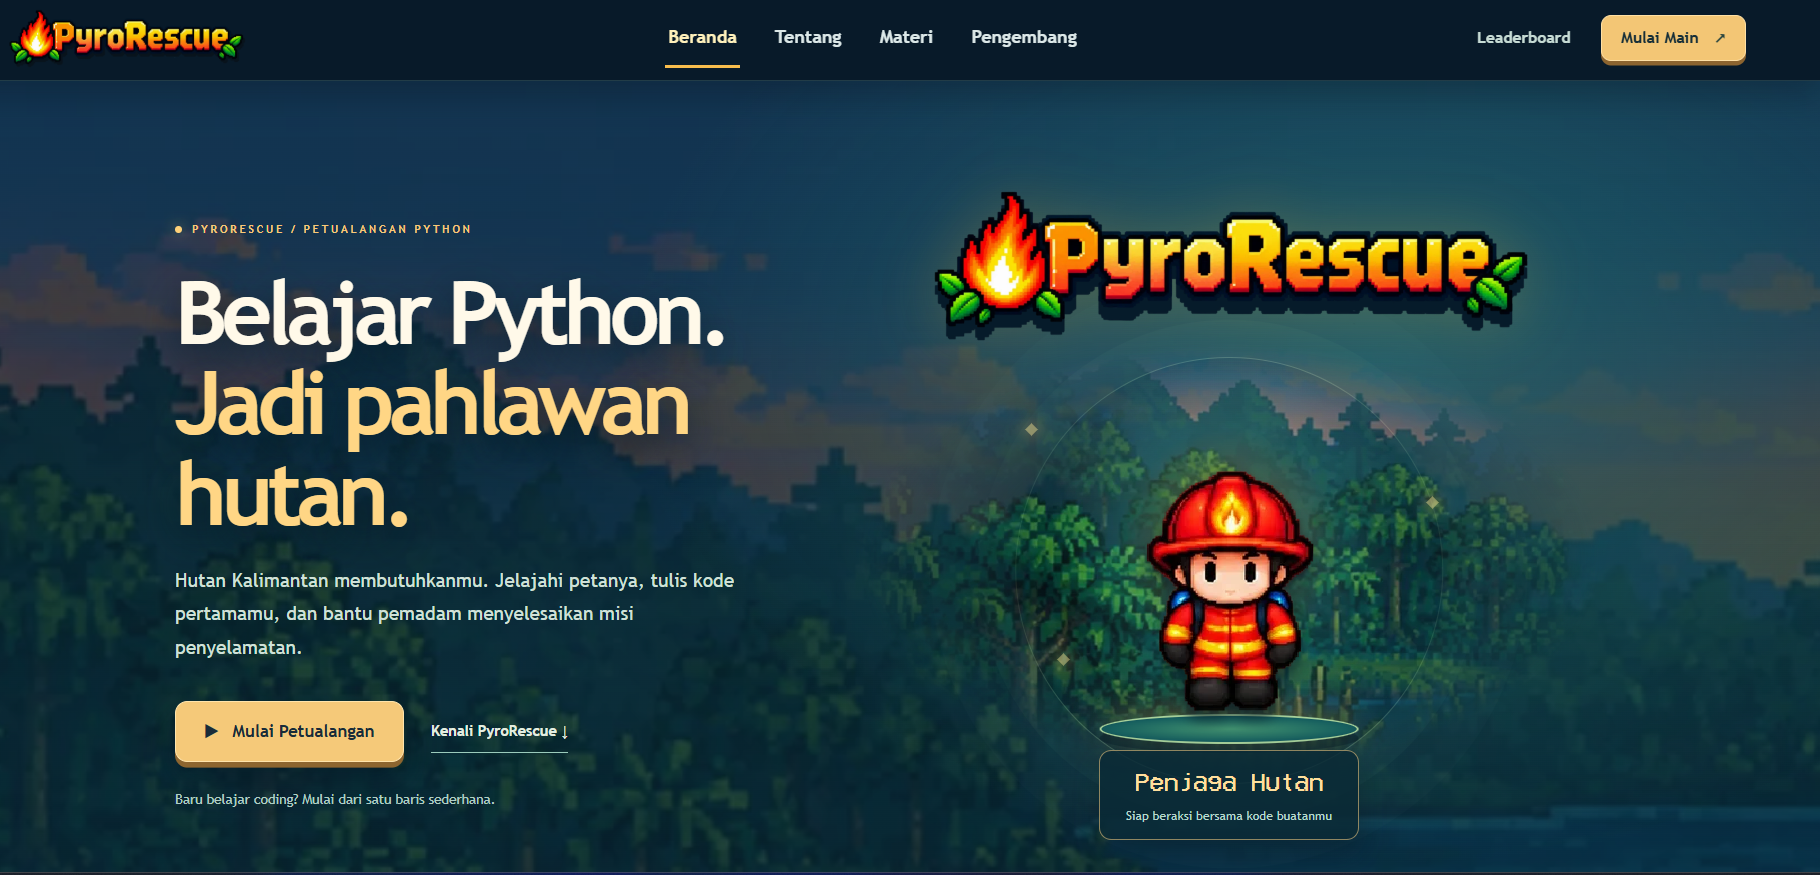 PyroRescue
Beranda
Tentang
Materi
Pengembang
Leaderboard
Mulai Main ↗
PYRORESCUE / PETUALANGAN PYTHON
Belajar Python.
Jadi pahlawan
hutan.
Hutan Kalimantan membutuhkanmu. Jelajahi petanya, tulis kode
pertamamu, dan bantu pemadam menyelesaikan misi
penyelamatan.
Mulai Petualangan
Kenali PyroRescue ↓
Baru belajar coding? Mulai dari satu baris sederhana.
PyroRescue
Penjaga Hutan
Siap beraksi bersama kode buatanmu